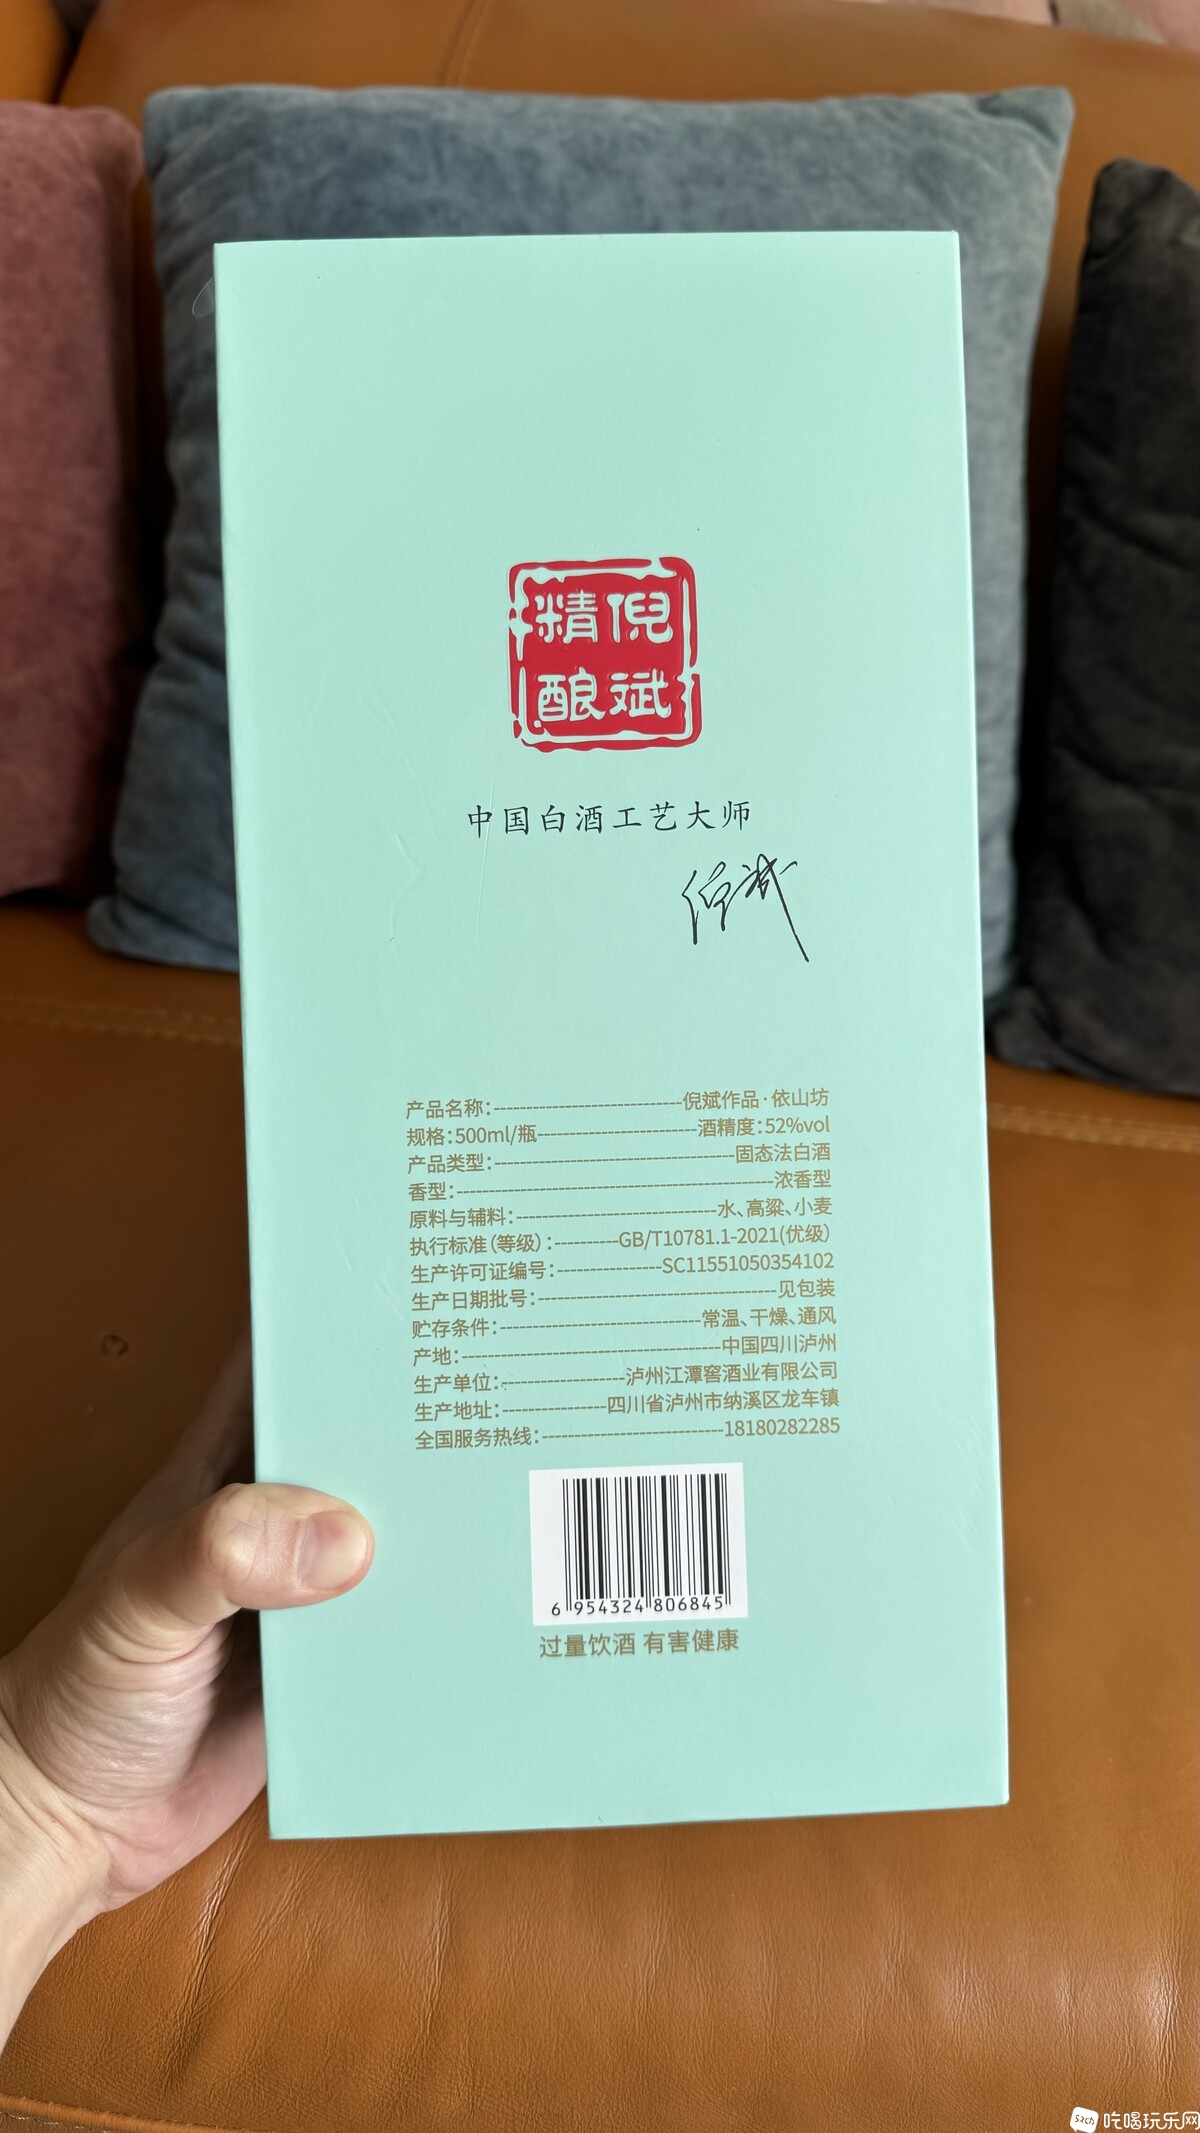 倪斌
精酿
中国白酒工艺大师
倪斌
产品名称：------------------------------倪斌作品·依山坊
规格：500ml/瓶-------------------------酒精度：52%vol
产品类型：--------------------------------------固态法白酒
香型：--------------------------------------------------浓香型
原料与辅料：--------------------------------水、高粱、小麦
执行标准（等级）：----------GB/T10781.1-2021(优级)
生产许可证编号：-----------------SC11551050354102
生产日期批号：--------------------------------------见包装
贮存条件：--------------------------------常温、干燥、通风
产地：------------------------------------------中国四川泸州
生产单位：--------------------泸州江潭窖酒业有限公司
生产地址：-----------------四川省泸州市纳溪区龙车镇
全国服务热线：-----------------------------18180282285
6 954324 806845
过量饮酒 有害健康
吃喝玩乐网